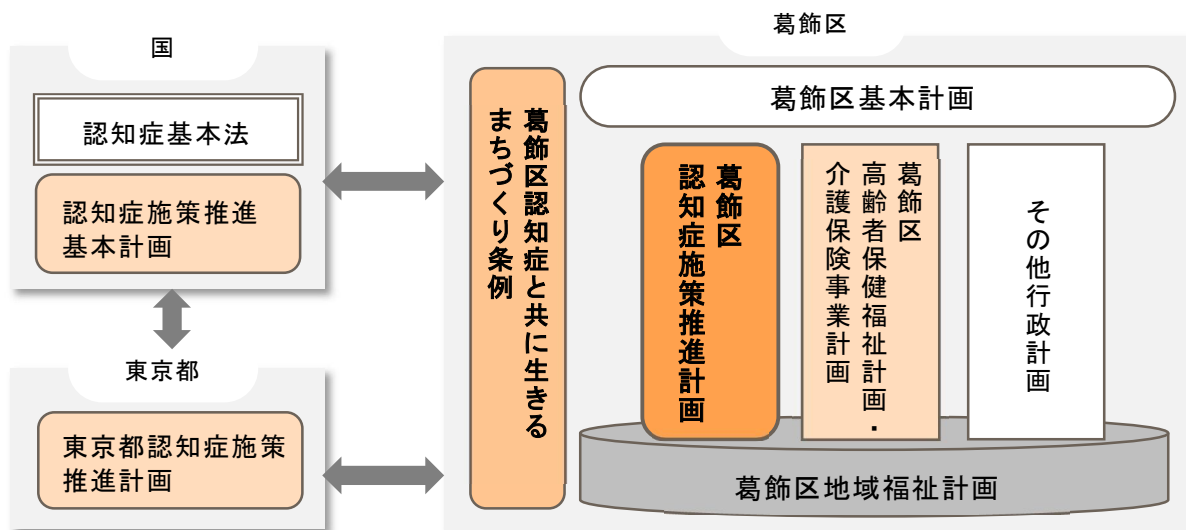 国
認知症基本法
認知症施策推進
基本計画
東京都
東京都認知症施策
推進計画
葛飾区
葛飾区認知症と共に生きる
まちづくり条例
葛飾区基本計画
葛飾区
認知症施策推進計画
葛飾区
高齢者保健福祉計画・
介護保険事業計画
その他行政計画
葛飾区地域福祉計画